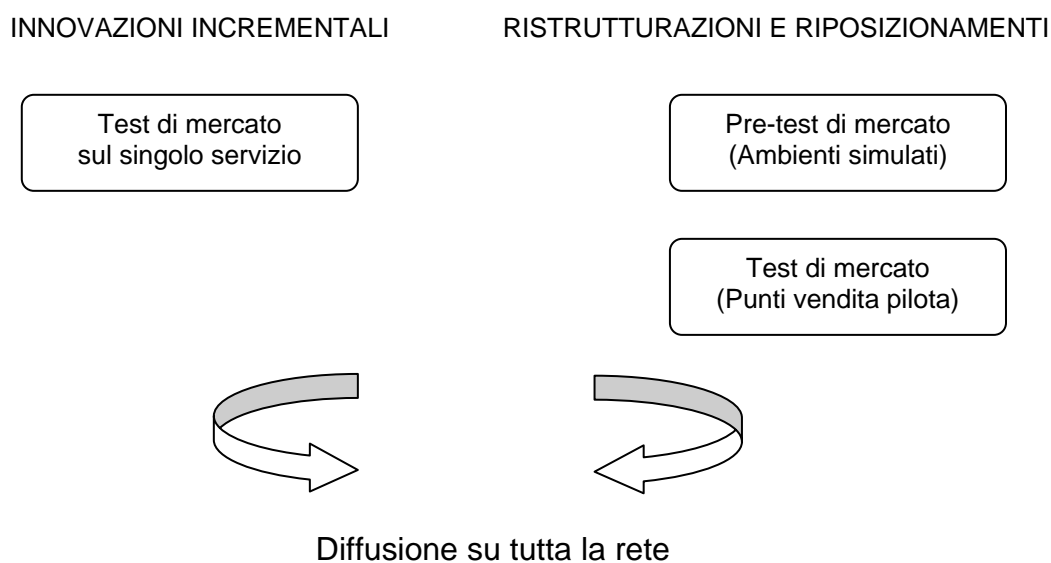 INNOVAZIONI INCREMENTALI
RISTRUTTURAZIONI E RIPOSIZIONAMENTI
Test di mercato
sul singolo servizio
Pre-test di mercato
(Ambienti simulati)
Test di mercato
(Punti vendita pilota)
Diffusione su tutta la rete